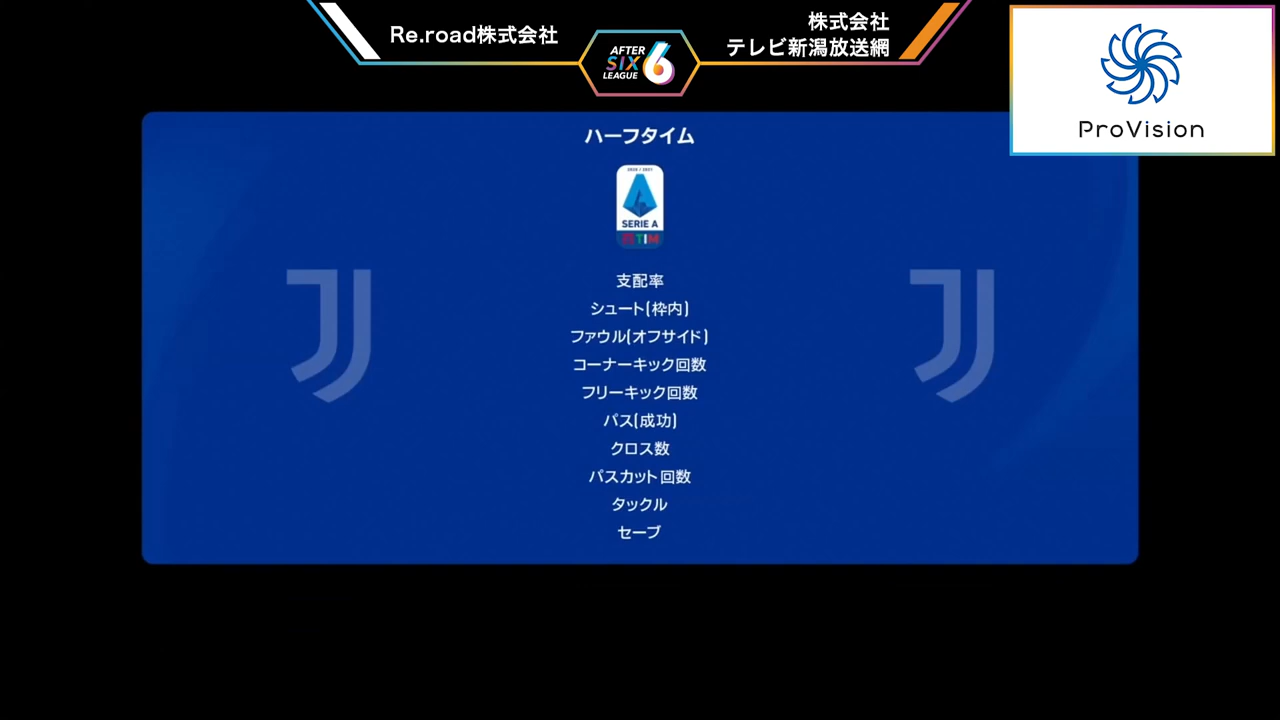 Re.road株式会社
AFTER
SIX 6
LEAGUE
株式会社
テレビ新潟放送網
ProVision
ハーフタイム
SERIE A
TIM
支配率
シュート(枠内)
ファウル(オフサイド)
コーナーキック回数
フリーキック回数
パス(成功)
クロス数
パスカット回数
タックル
セーブ